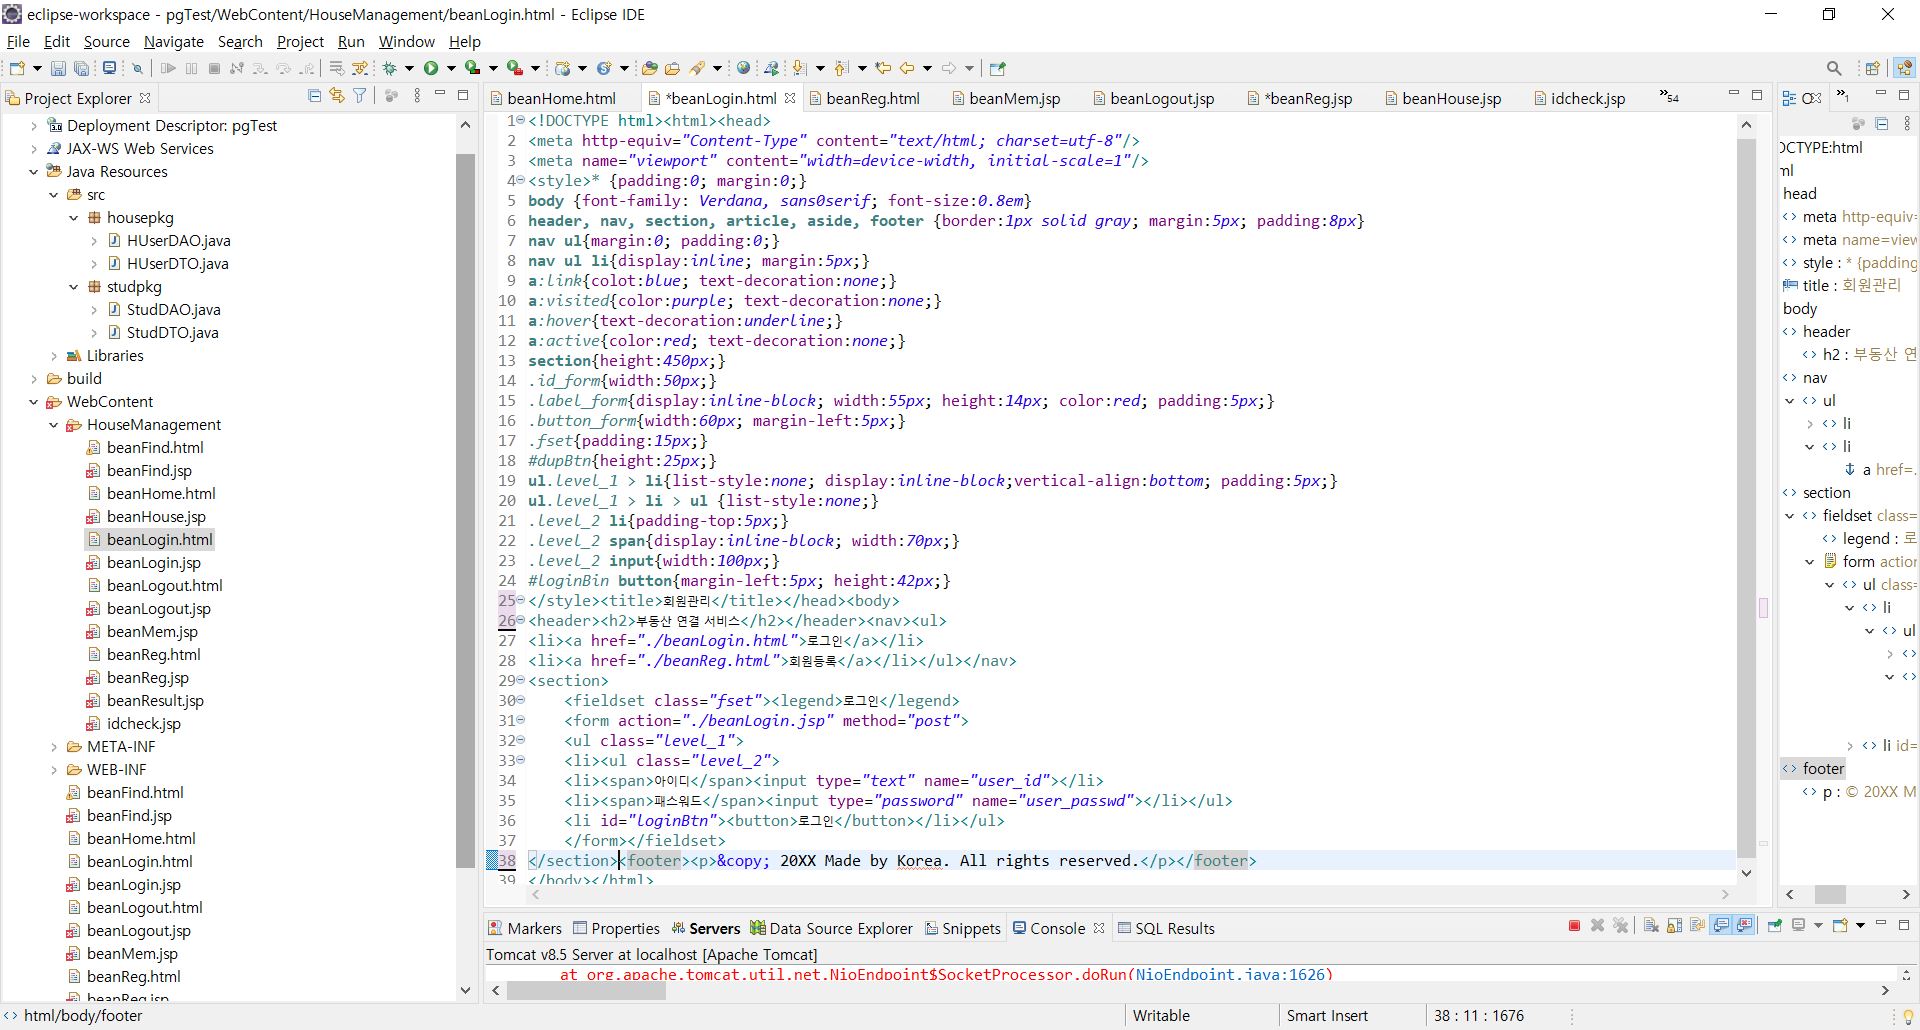 eclipse-workspace - pgTest/WebContent/HouseManagement/beanLogin.html - Eclipse IDE
File Edit Source Navigate Search Project Run Window Help
Project Explorer
Deployment Descriptor: pgTest
JAX-WS Web Services
Java Resources
src
housepkg
HUserDAO.java
HUserDTO.java
studpkg
StudDAO.java
StudDTO.java
Libraries
build
WebContent
HouseManagement
beanFind.html
beanFind.jsp
beanHome.html
beanHouse.jsp
beanLogin.html
beanLogin.jsp
beanLogout.html
beanLogout.jsp
beanMem.jsp
beanReg.html
beanReg.jsp
beanResult.jsp
idcheck.jsp
META-INF
WEB-INF
beanFind.html
beanFind.jsp
beanHome.html
beanLogin.html
beanLogin.jsp
beanLogout.html
beanLogout.jsp
beanMem.jsp
beanReg.html
beanReg.jsp
beanHome.html *beanLogin.html beanReg.html beanMem.jsp beanLogout.jsp *beanReg.jsp beanHouse.jsp idcheck.jsp »54
1 <!DOCTYPE html><html><head>
2 <meta http-equiv="Content-Type" content="text/html; charset=utf-8"/>
3 <meta name="viewport" content="width=device-width, initial-scale=1"/>
4 <style>* {padding:0; margin:0;}
5 body {font-family: Verdana, sans0serif; font-size:0.8em}
6 header, nav, section, article, aside, footer {border:1px solid gray; margin:5px; padding:8px}
7 nav ul{margin:0; padding:0;}
8 nav ul li{display:inline; margin:5px;}
9 a:link{colot:blue; text-decoration:none;}
10 a:visited{color:purple; text-decoration:none;}
11 a:hover{text-decoration:underline;}
12 a:active{color:red; text-decoration:none;}
13 section{height:450px;}
14 .id_form{width:50px;}
15 .label_form{display:inline-block; width:55px; height:14px; color:red; padding:5px;}
16 .button_form{width:60px; margin-left:5px;}
17 .fset{padding:15px;}
18 #dupBtn{height:25px;}
19 ul.level_1 > li{list-style:none; display:inline-block;vertical-align:bottom; padding:5px;}
20 ul.level_1 > li > ul {list-style:none;}
21 .level_2 li{padding-top:5px;}
22 .level_2 span{display:inline-block; width:70px;}
23 .level_2 input{width:100px;}
24 #loginBin button{margin-left:5px; height:42px;}
25 </style><title>회원관리</title></head><body>
26 <header><h2>부동산 연결 서비스</h2></header><nav><ul>
27 <li><a href="./beanLogin.html">로그인</a></li>
28 <li><a href="./beanReg.html">회원등록</a></li></ul></nav>
29 <section>
30 <fieldset class="fset"><legend>로그인</legend>
31 <form action="./beanLogin.jsp" method="post">
32 <ul class="level_1">
33 <li><ul class="level_2">
34 <li><span>아이디</span><input type="text" name="user_id"></li>
35 <li><span>패스워드</span><input type="password" name="user_passwd"></li></ul>
36 <li id="loginBtn"><button>로그인</button></li></ul>
37 </form></fieldset>
38 </section><footer><p>&copy; 20XX Made by Korea. All rights reserved.</p></footer>
39 </body></html>
»1
OCTYPE:html
ml
head
meta http-equiv=
meta name=view
style : * {padding
title : 회원관리
body
header
h2 : 부동산 연
nav
ul
li
li
a href=.
section
fieldset class=
legend : 로
form action
ul class=
li
ul
li id=
footer
p : © 20XX M
Markers Properties Servers Data Source Explorer Snippets Console SQL Results
Tomcat v8.5 Server at localhost [Apache Tomcat]
at org.apache.tomcat.util.net.NioEndpoint$SocketProcessor.doRun(NioEndpoint.java:1626)
html/body/footer Writable Smart Insert 38 : 11 : 1676